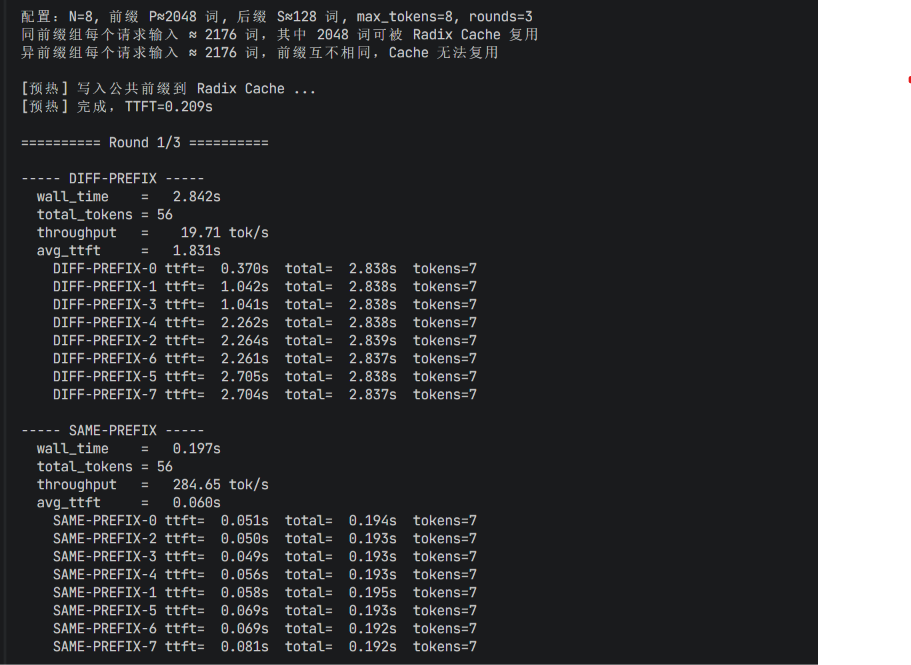 配置: N=8, 前缀 P≈2048 词, 后缀 S≈128 词, max_tokens=8, rounds=3
同前缀组每个请求输入 ≈ 2176 词，其中 2048 词可被 Radix Cache 复用
异前缀组每个请求输入 ≈ 2176 词，前缀互不相同，Cache 无法复用
[预热] 写入公共前缀到 Radix Cache ...
[预热] 完成，TTFT=0.209s
========== Round 1/3 ==========
----- DIFF-PREFIX -----
wall_time    =   2.842s
total_tokens = 56
throughput   =    19.71 tok/s
avg_ttft     =   1.831s
DIFF-PREFIX-0 ttft=  0.370s  total=  2.838s  tokens=7
DIFF-PREFIX-1 ttft=  1.042s  total=  2.838s  tokens=7
DIFF-PREFIX-3 ttft=  1.041s  total=  2.838s  tokens=7
DIFF-PREFIX-4 ttft=  2.262s  total=  2.838s  tokens=7
DIFF-PREFIX-2 ttft=  2.264s  total=  2.839s  tokens=7
DIFF-PREFIX-6 ttft=  2.261s  total=  2.837s  tokens=7
DIFF-PREFIX-5 ttft=  2.705s  total=  2.838s  tokens=7
DIFF-PREFIX-7 ttft=  2.704s  total=  2.837s  tokens=7
----- SAME-PREFIX -----
wall_time    =   0.197s
total_tokens = 56
throughput   =   284.65 tok/s
avg_ttft     =   0.060s
SAME-PREFIX-0 ttft=  0.051s  total=  0.194s  tokens=7
SAME-PREFIX-2 ttft=  0.050s  total=  0.193s  tokens=7
SAME-PREFIX-3 ttft=  0.049s  total=  0.193s  tokens=7
SAME-PREFIX-4 ttft=  0.056s  total=  0.193s  tokens=7
SAME-PREFIX-1 ttft=  0.058s  total=  0.195s  tokens=7
SAME-PREFIX-5 ttft=  0.069s  total=  0.193s  tokens=7
SAME-PREFIX-6 ttft=  0.069s  total=  0.192s  tokens=7
SAME-PREFIX-7 ttft=  0.081s  total=  0.192s  tokens=7